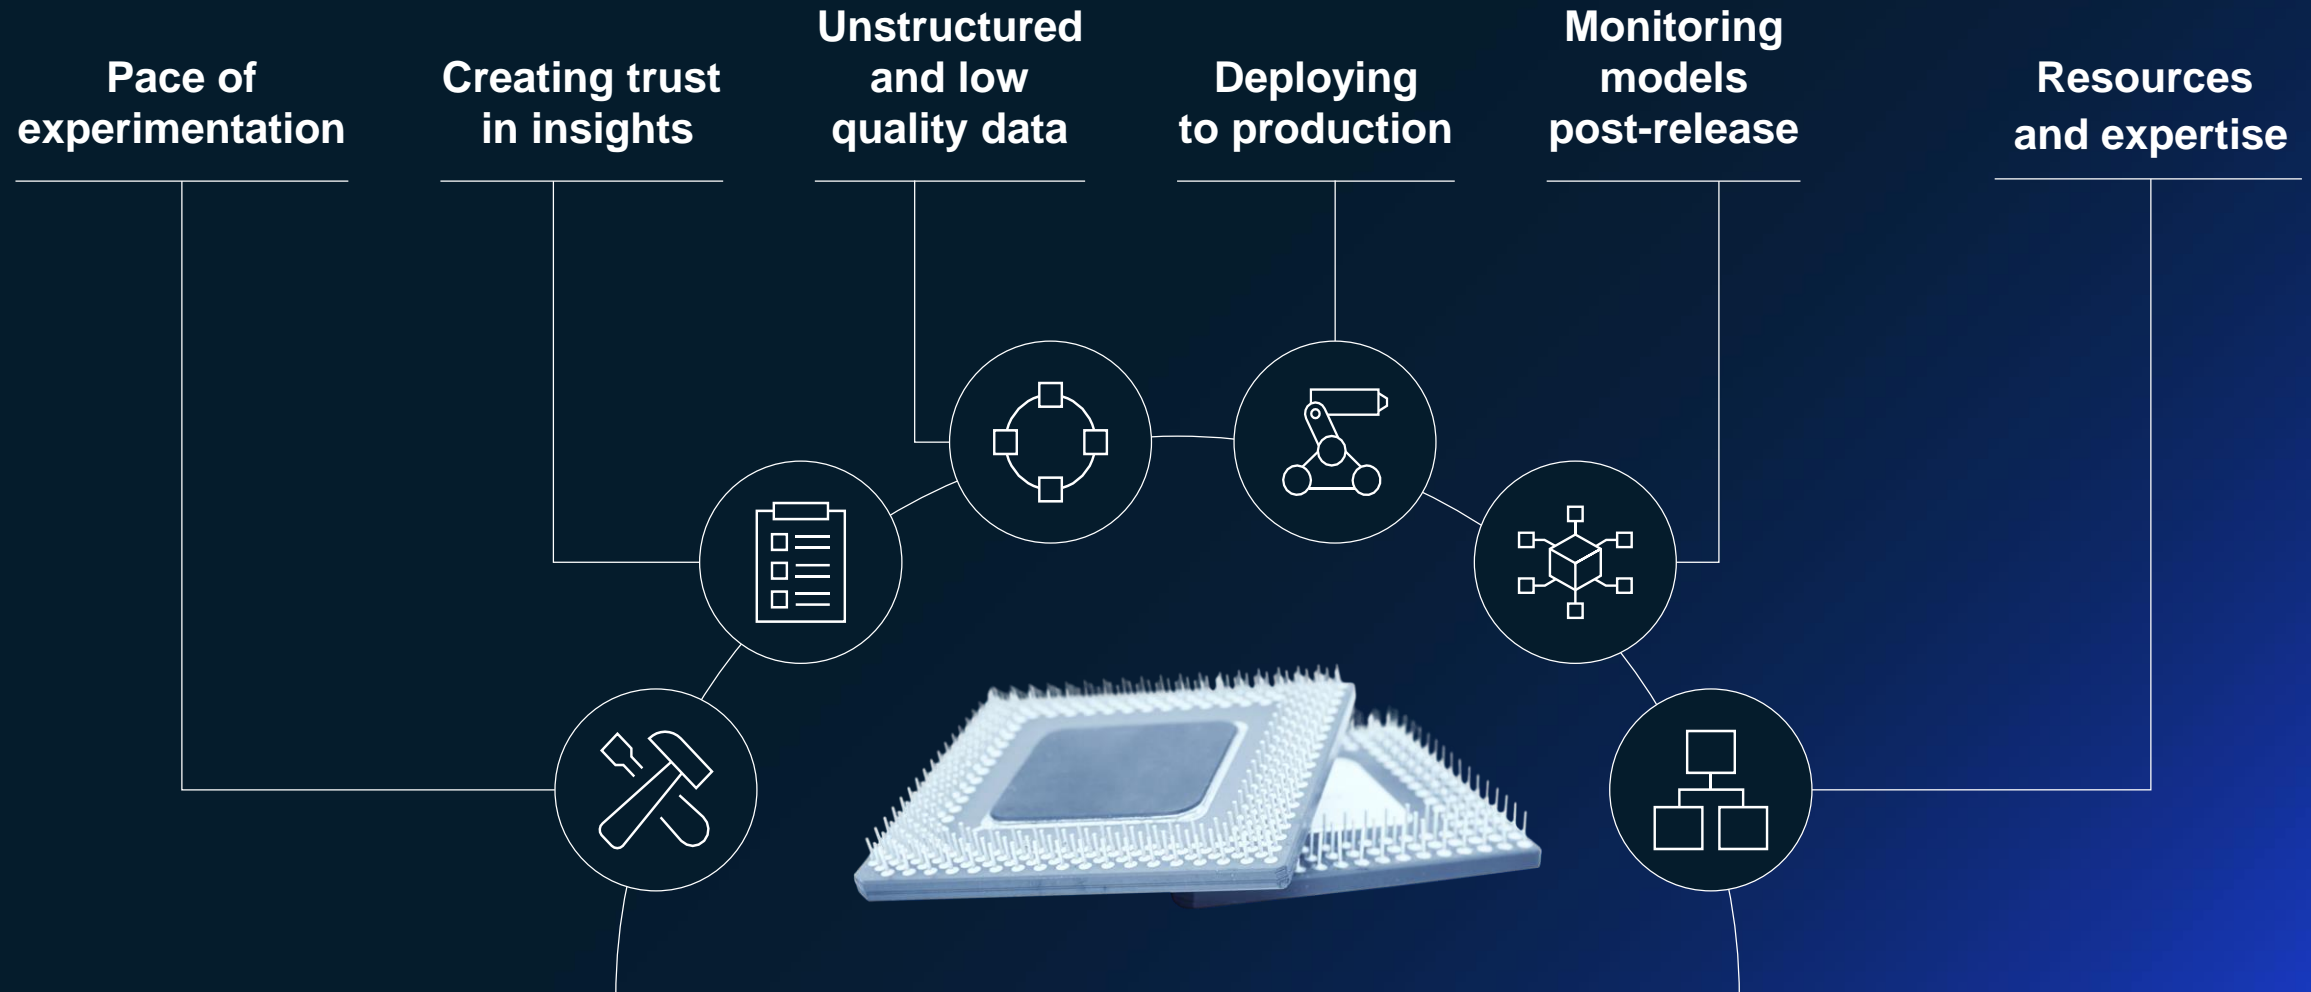 Pace of
experimentation
Creating trust
in insights
Unstructured
and low
quality data
Deploying
to production
Monitoring
models
post-release
Resources
and expertise